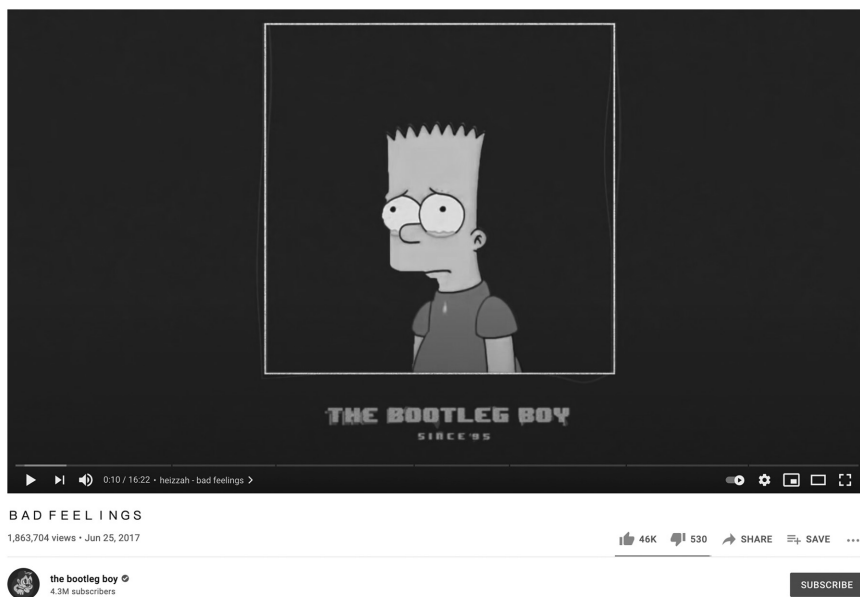 THE BOOTLEG BOY
SINCE'95
0:10 / 16:22 • heizzah - bad feelings >
BAD FEELINGS
1,863,704 views • Jun 25, 2017
46K 530 SHARE SAVE
the bootleg boy
4.3M subscribers
SUBSCRIBE